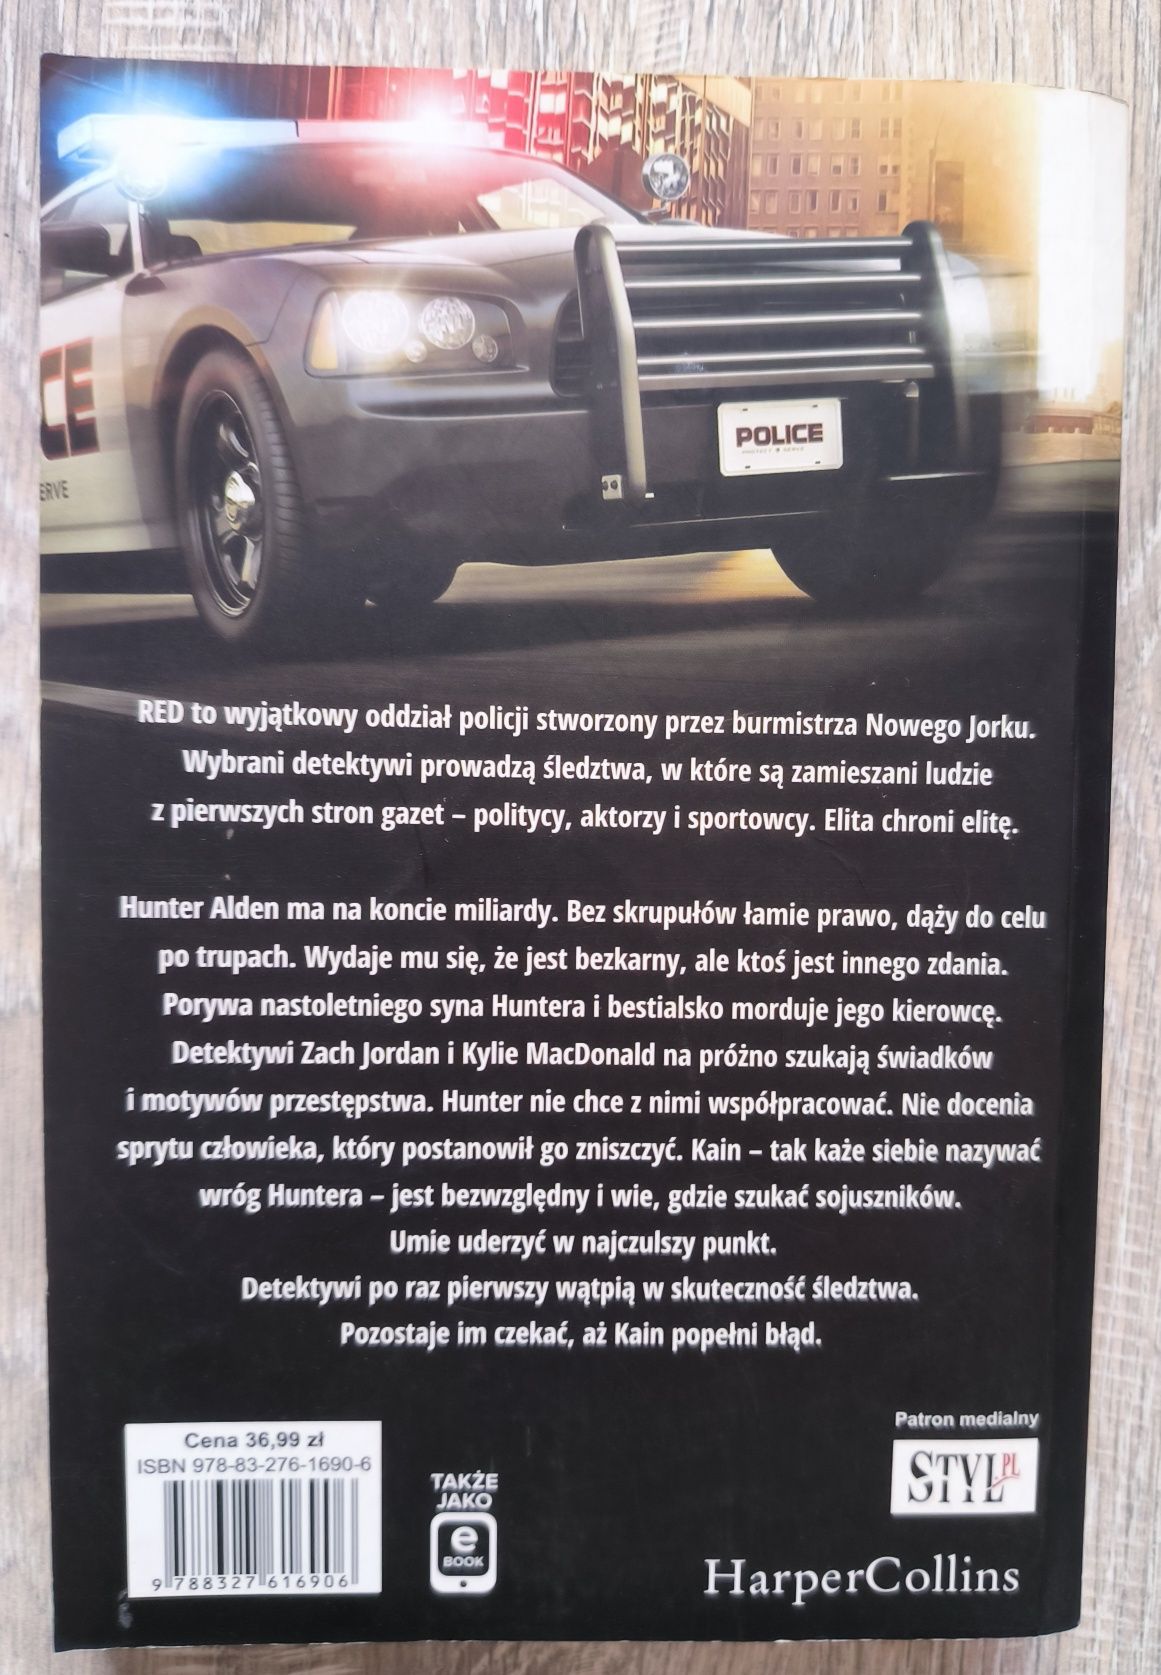 CE
ERVE
POLICE
PROTECT & SERVE
RED to wyjątkowy oddział policji stworzony przez burmistrza Nowego Jorku.
Wybrani detektywi prowadzą śledztwa, w które są zamieszani ludzie
z pierwszych stron gazet – politycy, aktorzy i sportowcy. Elita chroni elitę.
Hunter Alden ma na koncie miliardy. Bez skrupułów łamie prawo, dąży do celu
po trupach. Wydaje mu się, że jest bezkarny, ale ktoś jest innego zdania.
Porywa nastoletniego syna Huntera i bestialsko morduje jego kierowcę.
Detektywi Zach Jordan i Kylie MacDonald na próżno szukają świadków
i motywów przestępstwa. Hunter nie chce z nimi współpracować. Nie docenia
sprytu człowieka, który postanowił go zniszczyć. Kain – tak każe siebie nazywać
wróg Huntera – jest bezwzględny i wie, gdzie szukać sojuszników.
Umie uderzyć w najczulszy punkt.
Detektywi po raz pierwszy wątpią w skuteczność śledztwa.
Pozostaje im czekać, aż Kain popełni błąd.
Cena 36,99 zł
ISBN 978-83-276-1690-6
9 788327 616906
TAKŻE
JAKO
e
BOOK
Patron medialny
STYL.PL
HarperCollins